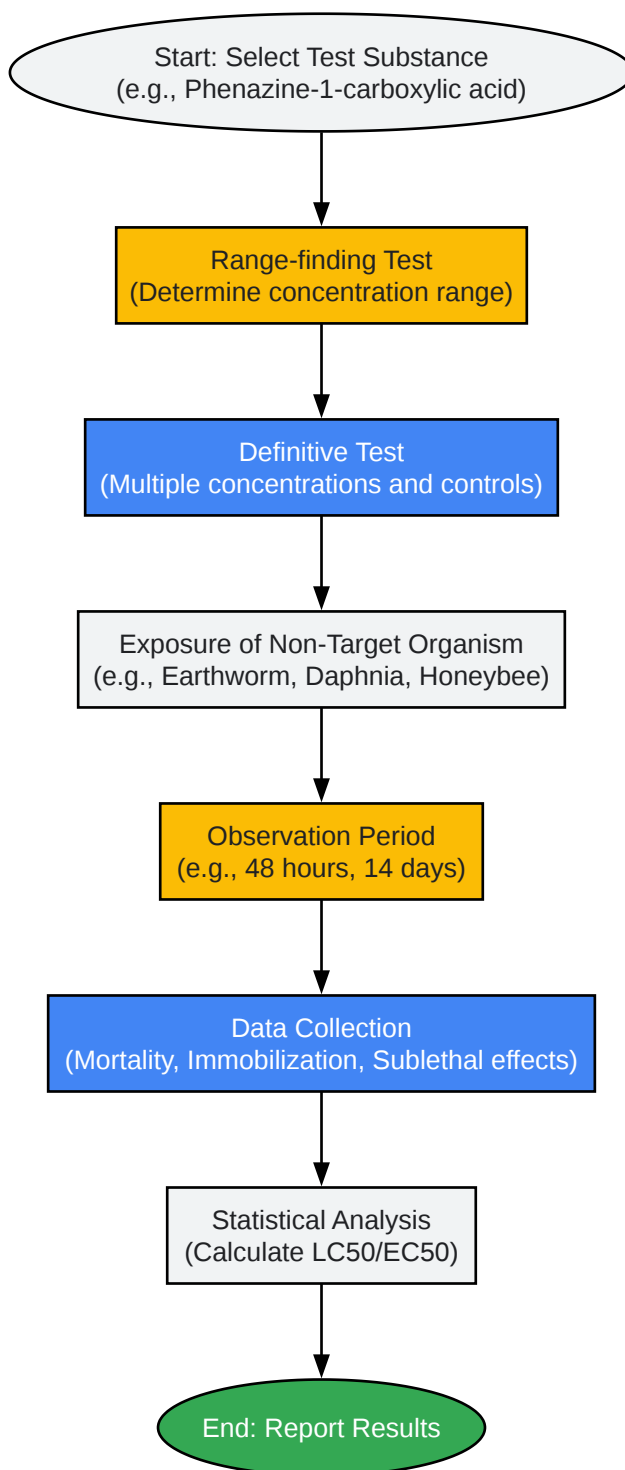 Start: Select Test Substance
(e.g., Phenazine-1-carboxylic acid)
Range-finding Test
(Determine concentration range)
Definitive Test
(Multiple concentrations and controls)
Exposure of Non-Target Organism
(e.g., Earthworm, Daphnia, Honeybee)
Observation Period
(e.g., 48 hours, 14 days)
Data Collection
(Mortality, Immobilization, Sublethal effects)
Statistical Analysis
(Calculate LC50/EC50)
End: Report Results